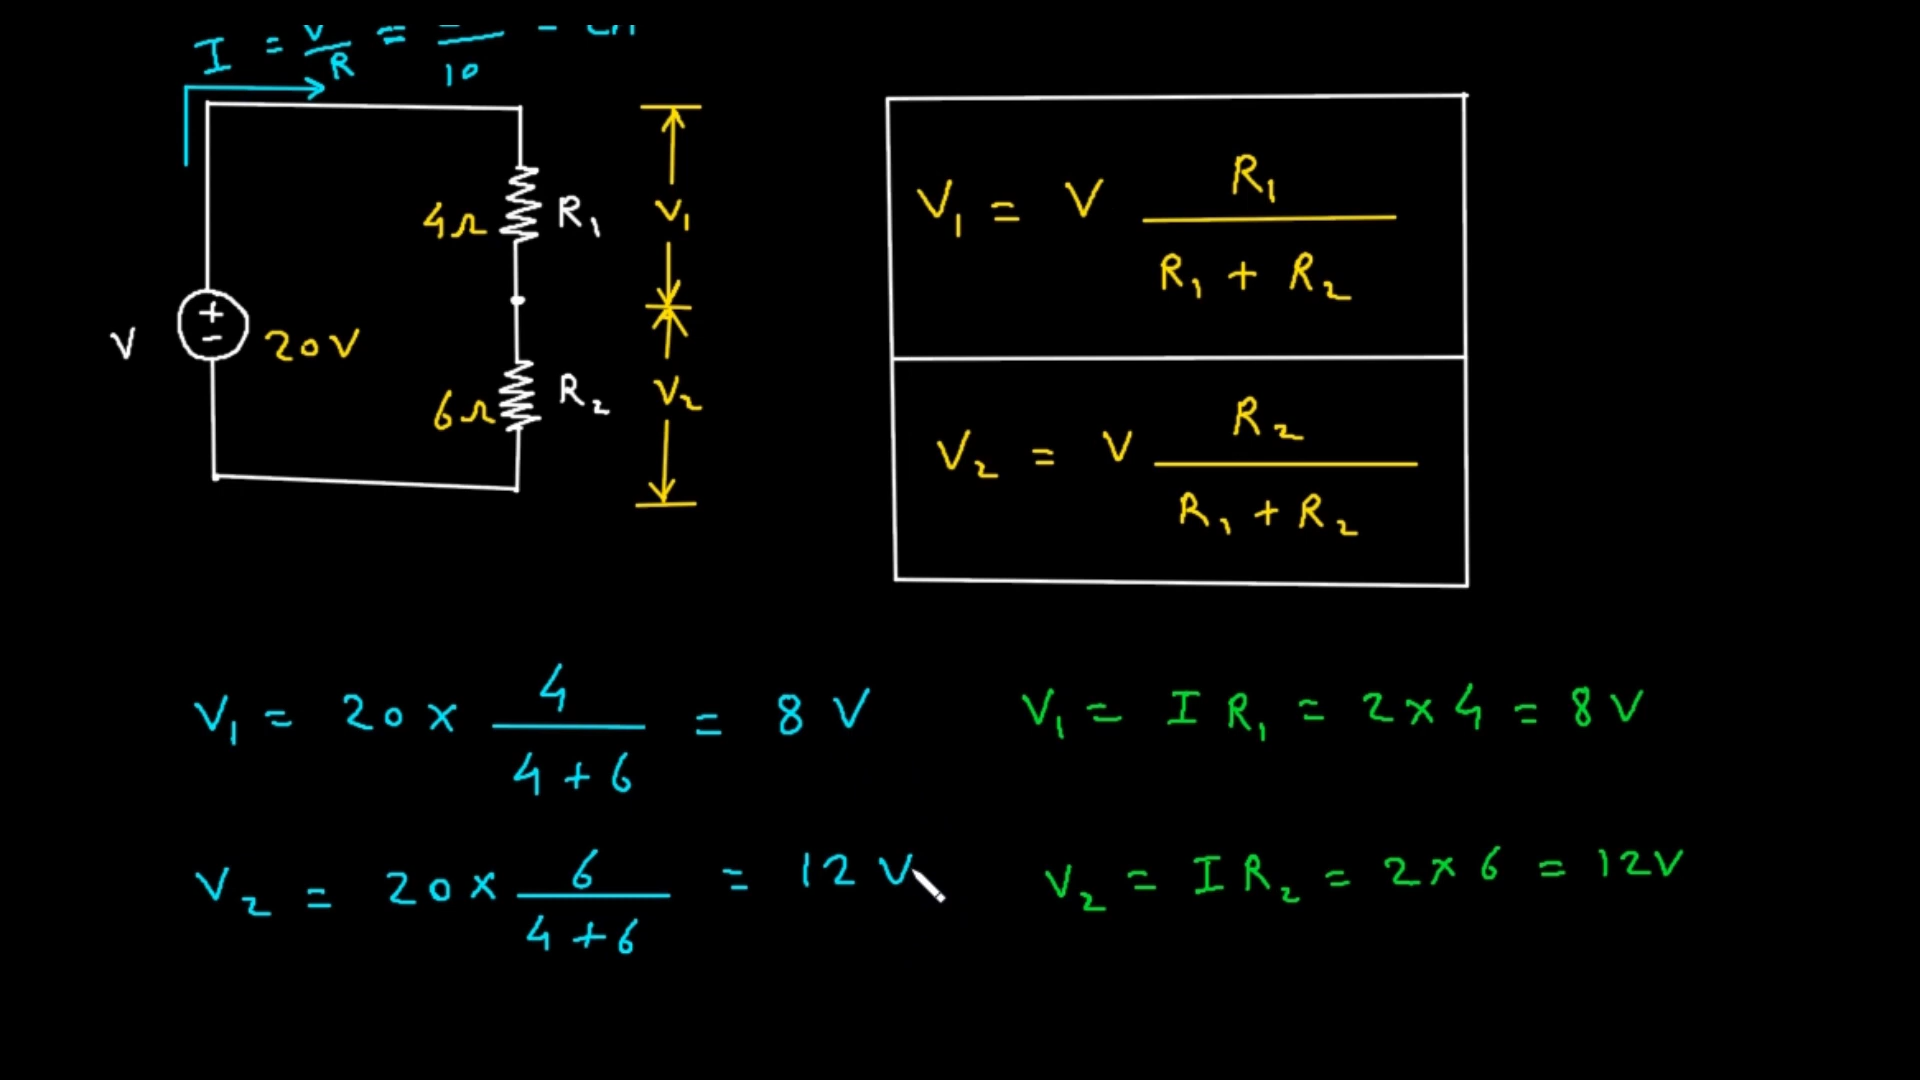 I = V/R = /10 =
4Ω R₁ V₁
V 20V
6Ω R₂ V₂
V₁ = V R₁/(R₁ + R₂)
V₂ = V R₂/(R₁ + R₂)
V₁ = 20 × 4/(4 + 6) = 8 V
V₁ = I R₁ = 2 × 4 = 8 V
V₂ = 20 × 6/(4 + 6) = 12 V
V₂ = I R₂ = 2 × 6 = 12V